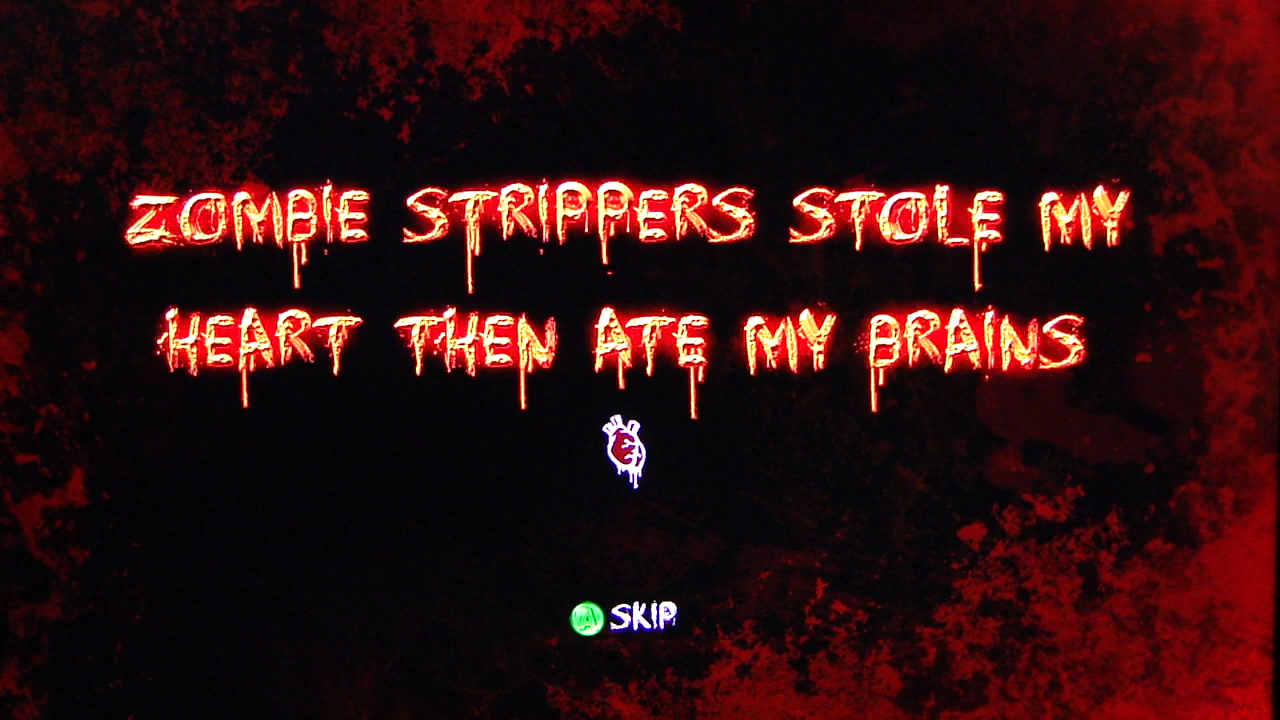 ZOMBIE STRIPPERS STOLE MY
HEART THEN ATE MY BRAINS
A SKIP